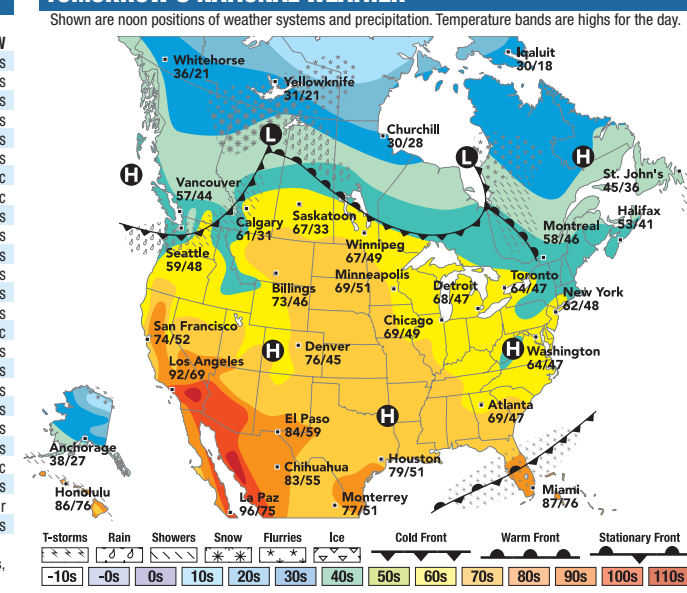 TOMORROW'S NATIONAL WEATHER
Shown are noon positions of weather systems and precipitation. Temperature bands are highs for the day.
Iqaluit
30/18
Whitehorse
36/21
Yellowknife
31/21
Churchill
30/28
L
L
H
H
St. John's
45/36
Vancouver
57/44
Halifax
53/41
Calgary
61/31
Saskatoon
67/33
Montreal
58/46
Winnipeg
67/49
Seattle
59/48
Billings
73/46
Minneapolis
69/51
Detroit
68/47
Toronto
64/47
New York
62/48
Chicago
69/49
San Francisco
74/52
Denver
76/45
H
H
Washington
64/47
Los Angeles
92/69
Atlanta
69/47
H
El Paso
84/59
Anchorage
38/27
Chihuahua
83/55
Houston
79/51
Honolulu
86/76
La Paz
96/75
Monterrey
77/51
Miami
87/76
T-storms Rain Showers Snow Flurries Ice Cold Front Warm Front Stationary Front
-10s -0s 0s 10s 20s 30s 40s 50s 60s 70s 80s 90s 100s 110s